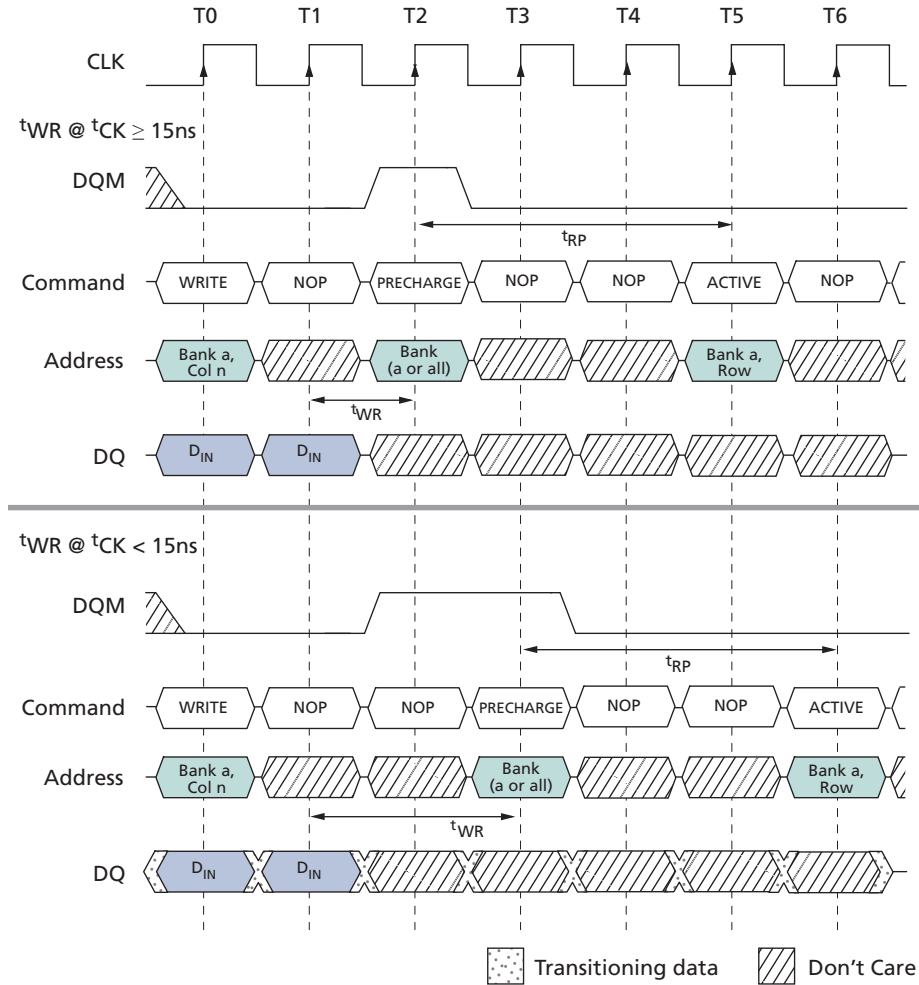 T0 T1 T2 T3 T4 T5 T6
CLK
tWR @ tCK ≥ 15ns
DQM
tRP
Command WRITE NOP PRECHARGE NOP NOP ACTIVE NOP
Address Bank a, Col n Bank (a or all) Bank a, Row
tWR
DQ DIN DIN
tWR @ tCK < 15ns
DQM
tRP
Command WRITE NOP NOP PRECHARGE NOP NOP ACTIVE
Address Bank a, Col n Bank (a or all) Bank a, Row
tWR
DQ DIN DIN
Transitioning data Don't Care